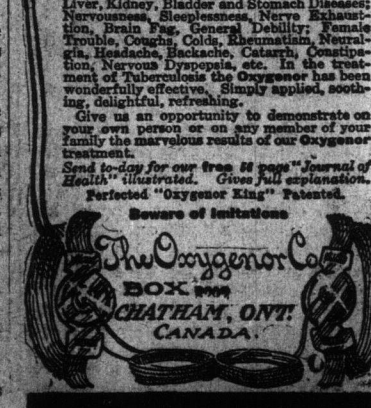 Liver, Kidney, Bladder and Stomach Diseases;
Nervousness, Sleeplessness, Nerve Exhaust-
tion, Brain Fag, General Debility; Female
Trouble, Coughs, Colds, Rheumatism, Neural-
gia, Headache, Backache, Catarrh, Constipa-
tion, Nervous Dyspepsia, etc. In the treat-
ment of Tuberculosis the Oxygenor has been
wonderfully effective. Simply applied, sooth-
ing, delightful, refreshing.
Give us an opportunity to demonstrate on
your own person or on any member of your
family the marvelous results of our Oxygenor
treatment.
Send to-day for our free 56 page "Journal of
Health" illustrated. Gives full explanation.
Perfected "Oxygenor King" Patented.
Beware of Imitations
The Oxygenor Co
BOX
CHATHAM, ONT.
CANADA.